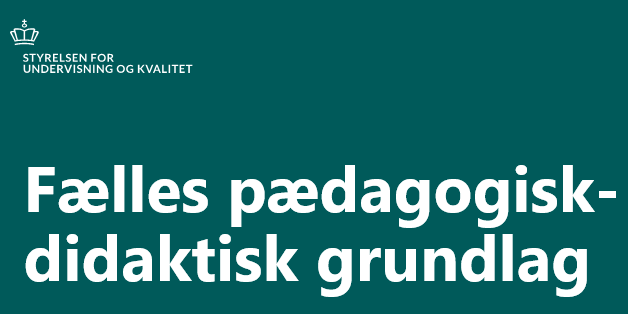 STYRELSEN FOR
UNDERVISNING OG KVALITET
Fælles pædagogisk-
didaktisk grundlag